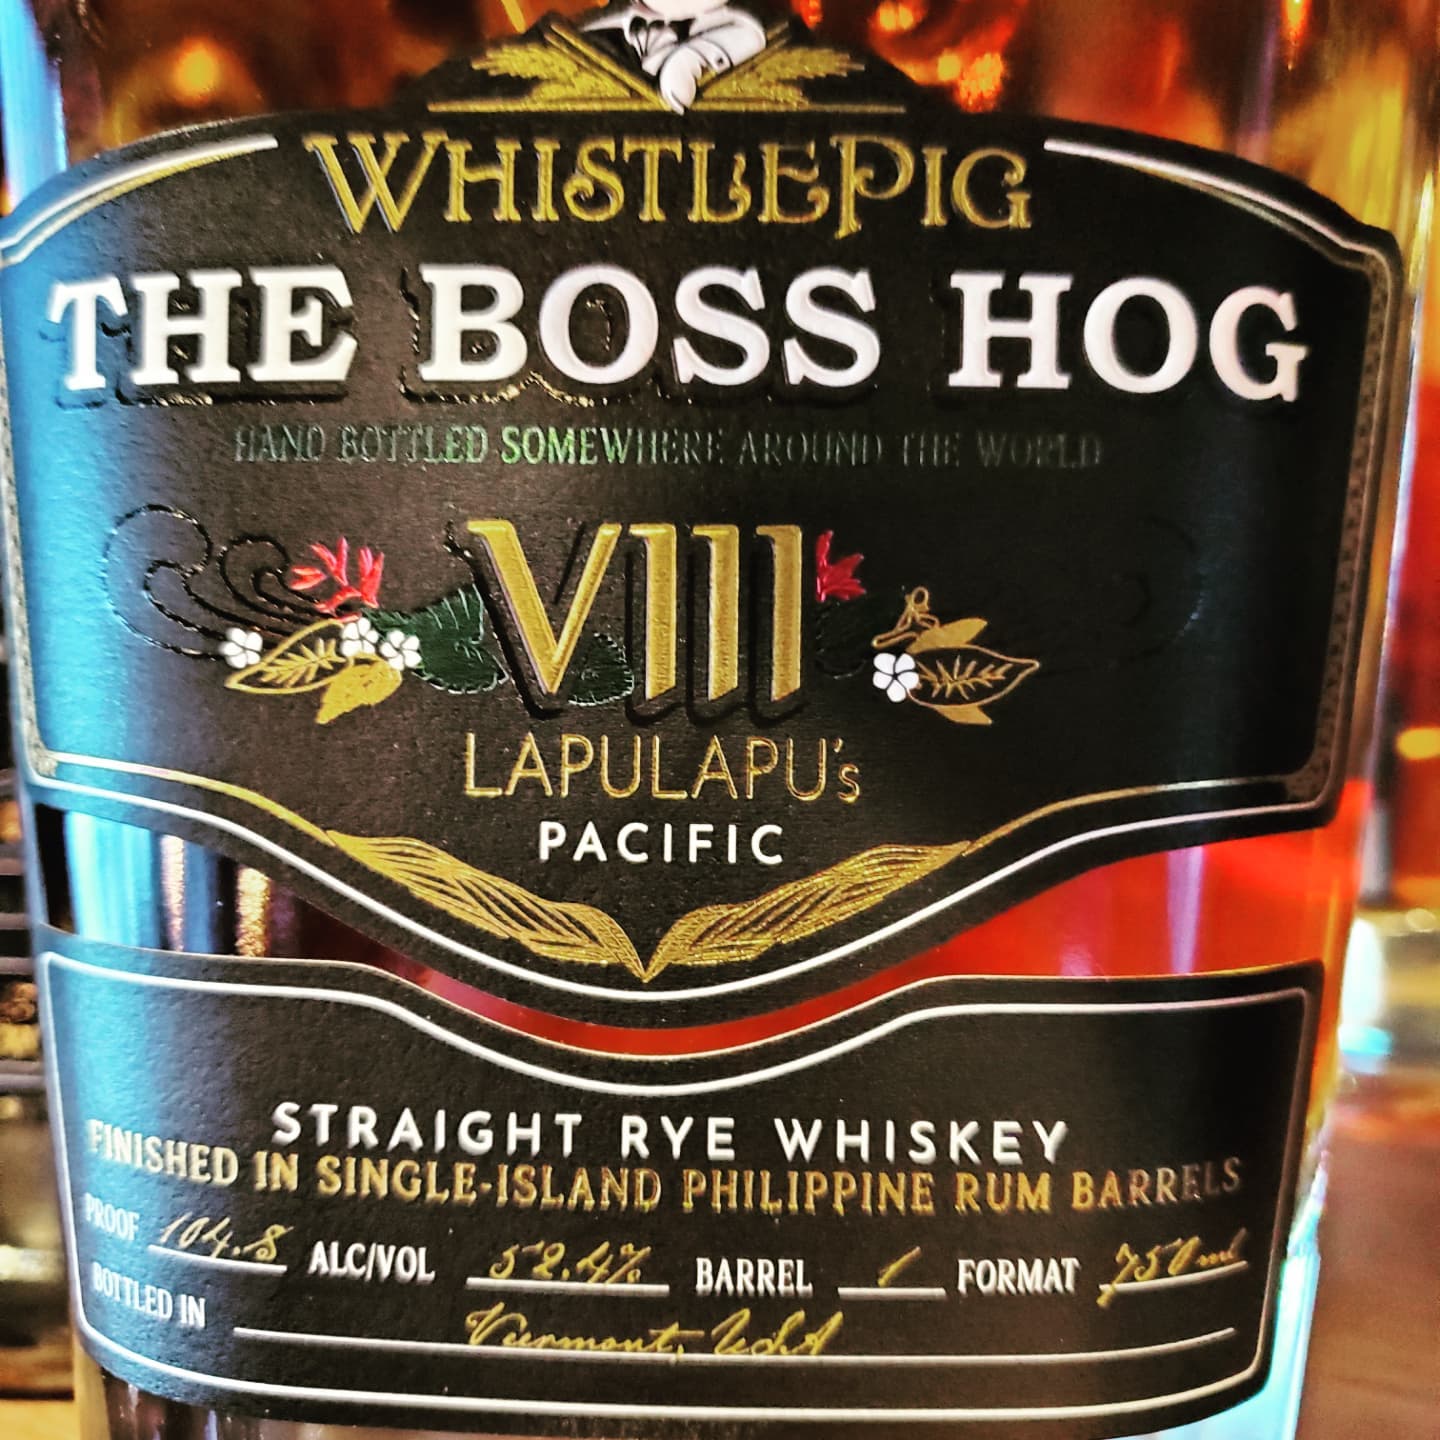 WHISTLEPIG
THE BOSS HOG
HAND BOTTLED SOMEWHERE AROUND THE WORLD
VIII
LAPULAPU's
PACIFIC
STRAIGHT RYE WHISKEY
FINISHED IN SINGLE-ISLAND PHILIPPINE RUM BARRELS
PROOF 104.8 ALC/VOL 52.4% BARREL 1 FORMAT 750ml
BOTTLED IN Vermont, USA